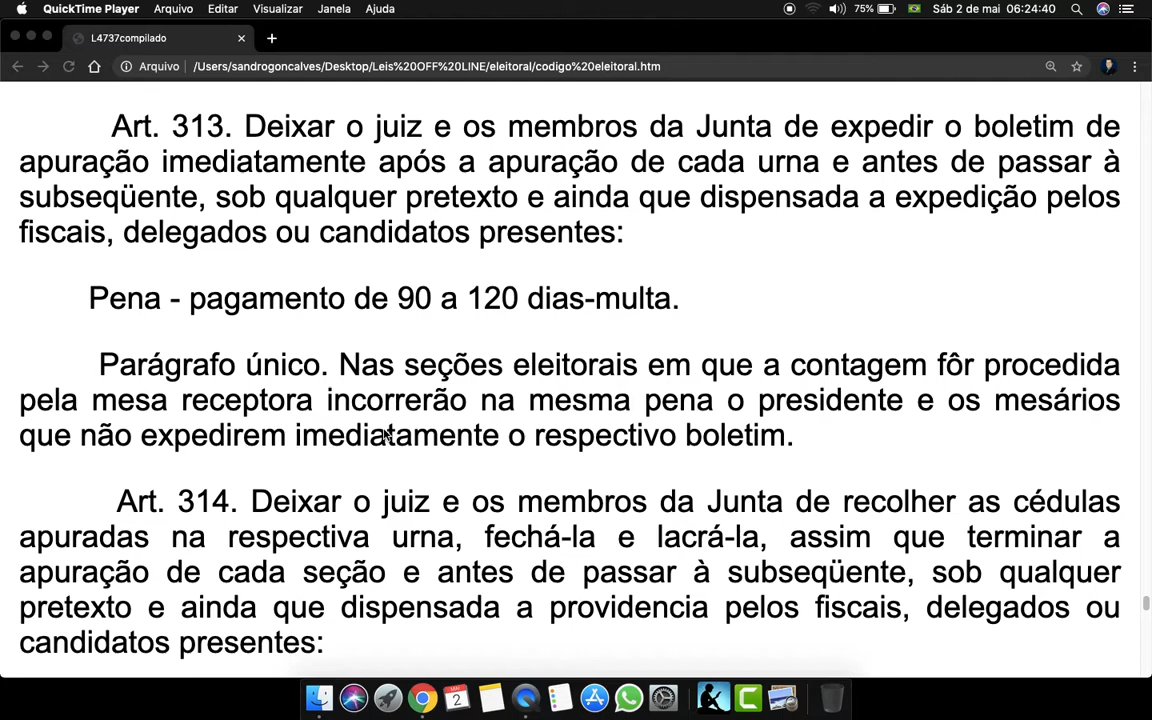 QuickTime Player Arquivo Editar Visualizar Janela Ajuda 75% Sáb 2 de mai 06:24:40
L4737compilado
Arquivo /Users/sandrogoncalves/Desktop/Leis%20OFF%20LINE/eleitoral/codigo%20eleitoral.htm
Art. 313. Deixar o juiz e os membros da Junta de expedir o boletim de
apuração imediatamente após a apuração de cada urna e antes de passar à
subseqüente, sob qualquer pretexto e ainda que dispensada a expedição pelos
fiscais, delegados ou candidatos presentes:
Pena - pagamento de 90 a 120 dias-multa.
Parágrafo único. Nas seções eleitorais em que a contagem fôr procedida
pela mesa receptora incorrerão na mesma pena o presidente e os mesários
que não expedirem imediatamente o respectivo boletim.
Art. 314. Deixar o juiz e os membros da Junta de recolher as cédulas
apuradas na respectiva urna, fechá-la e lacrá-la, assim que terminar a
apuração de cada seção e antes de passar à subseqüente, sob qualquer
pretexto e ainda que dispensada a providencia pelos fiscais, delegados ou
candidatos presentes:
2